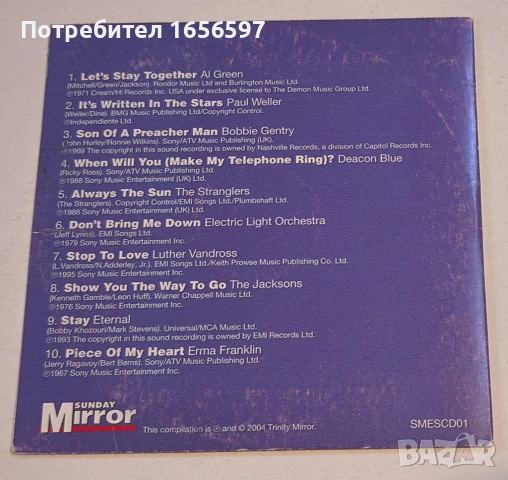 Потребител 1656597
1. Let's Stay Together Al Green
(Mitchell/Green/Jackson). Rondor Music Ltd and Burlington Music Ltd.
℗1971 Cream/Hi Records Inc. USA under exclusive license to The Demon Music Group Ltd.
2. It's Written In The Stars Paul Weller
(Weller/Dine). BMG Music Publishing Ltd/Copyright Control.
℗Independiente Ltd.
3. Son Of A Preacher Man Bobbie Gentry
(John Hurley/Ronnie Wilkins). Sony/ATV Music Publishing (UK) Ltd.
℗1969 The copyright in this sound recording is owned by Nashville Records, a division of Capitol Records Inc.
4. When Will You (Make My Telephone Ring)? Deacon Blue
(Ricky Ross) Sony/ATV Music Publishing Ltd.
℗1988 Sony Music Entertainment (UK) Ltd.
5. Always The Sun The Stranglers
(The Stranglers). Copyright Control/EMI Songs Ltd./Plumbshaft Ltd.
℗1986 Sony Music Entertainment (UK) Ltd.
6. Don't Bring Me Down Electric Light Orchestra
(Jeff Lynne). EMI Songs Ltd.
℗1979 Sony Music Entertainment Inc.
7. Stop To Love Luther Vandross
(L.Vandross/N.Adderley, Jr.). EMI Songs Ltd./Keith Prowse Music Publishing Co. Ltd.
℗1995 Sony Music Entertainment Inc.
8. Show You The Way To Go The Jacksons
(Kenneth Gamble/Leon Huff). Warner Chappell Music Ltd.
℗1976 Sony Music Entertainment Inc.
9. Stay Eternal
(Bobby Khozouri/Mark Stevens). Universal/MCA Music Ltd.
℗1993 The copyright in this sound recording is owned by EMI Records Ltd.
10. Piece Of My Heart Erma Franklin
(Jerry Ragavoy/Bert Berns). Sony/ATV Music Publishing Ltd.
℗1967 Sony Music Entertainment Inc.
SUNDAY
Mirror
This compilation is ℗ and © 2004 Trinity Mirror.
SMESCD01
BAZAR